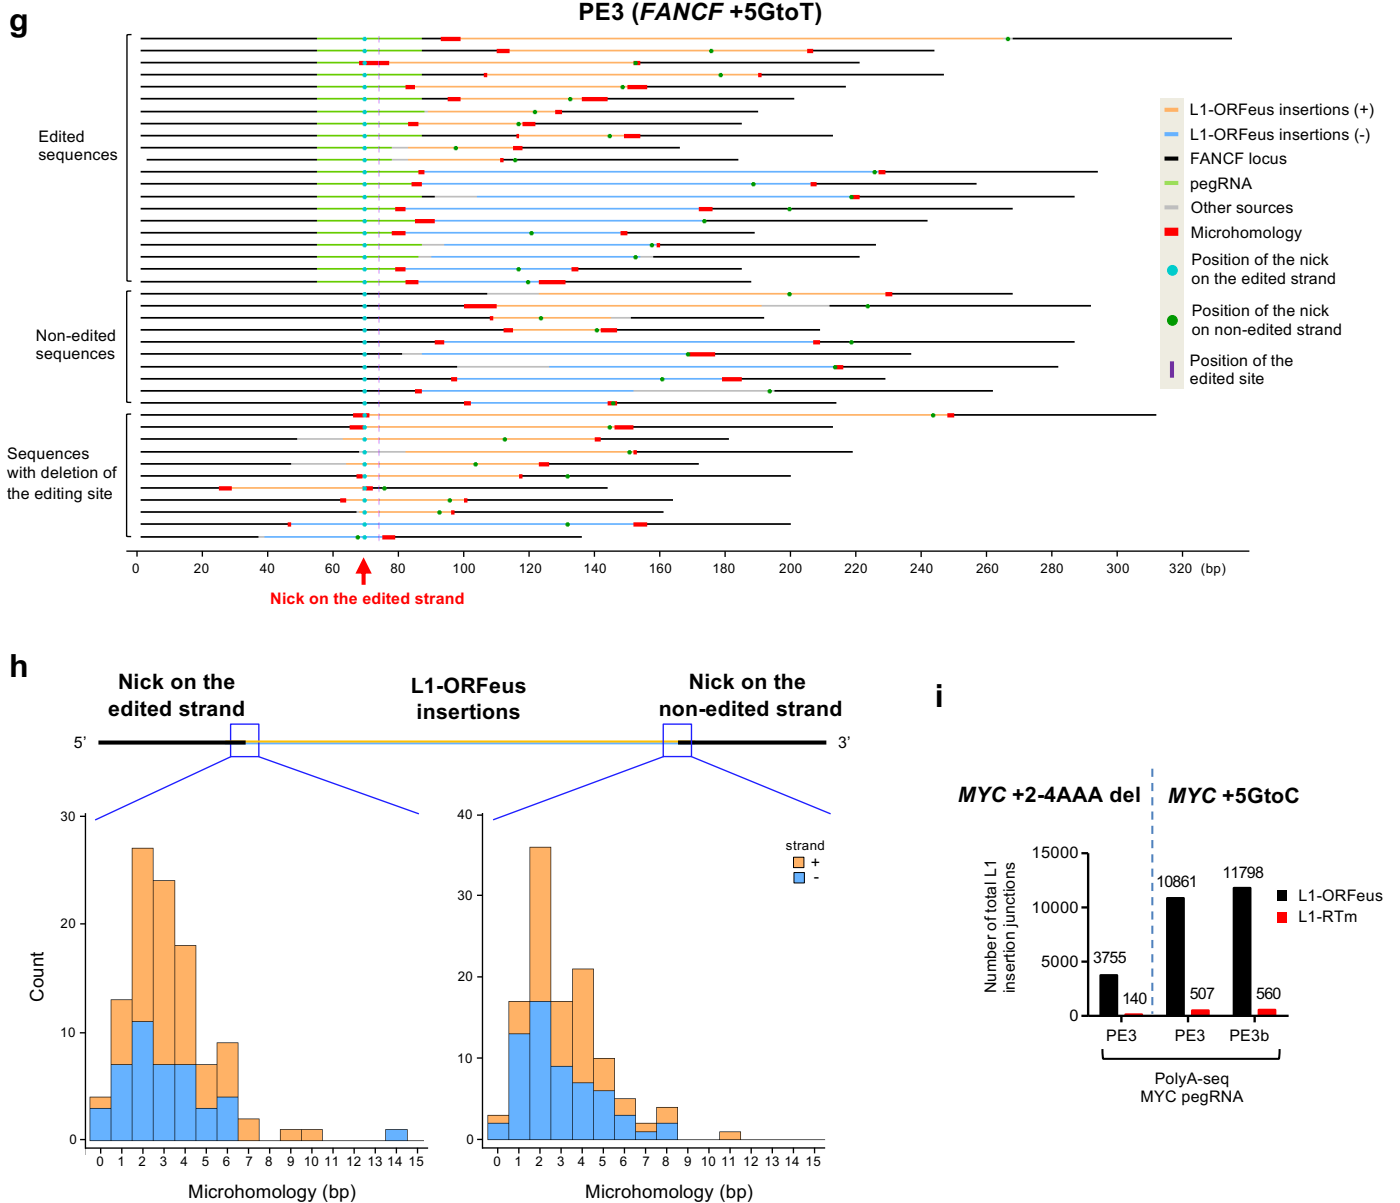 g
PE3 (FANCF +5GtoT)
Edited
sequences
Non-edited
sequences
Sequences
with deletion of
the editing site
L1-ORFeus insertions (+)
L1-ORFeus insertions (-)
FANCF locus
pegRNA
Other sources
Microhomology
Position of the nick
on the edited strand
Position of the nick
on non-edited strand
Position of the
edited site
0 20 40 60 80 100 120 140 160 180 200 220 240 260 280 300 320 (bp)
Nick on the edited strand
h
Nick on the
edited strand
L1-ORFeus
insertions
Nick on the
non-edited strand
5’
3’
30
20
10
0
Count
0 1 2 3 4 5 6 7 8 9 10 11 12 13 14 15
Microhomology (bp)
40
30
20
10
0
strand
+
-
0 1 2 3 4 5 6 7 8 9 10 11 12 13 14 15
Microhomology (bp)
i
MYC +2-4AAA del
MYC +5GtoC
Number of total L1
insertion junctions
15000
10000
5000
0
3755
140
10861
507
11798
560
L1-ORFeus
L1-RTm
PE3 PE3 PE3b
PolyA-seq
MYC pegRNA